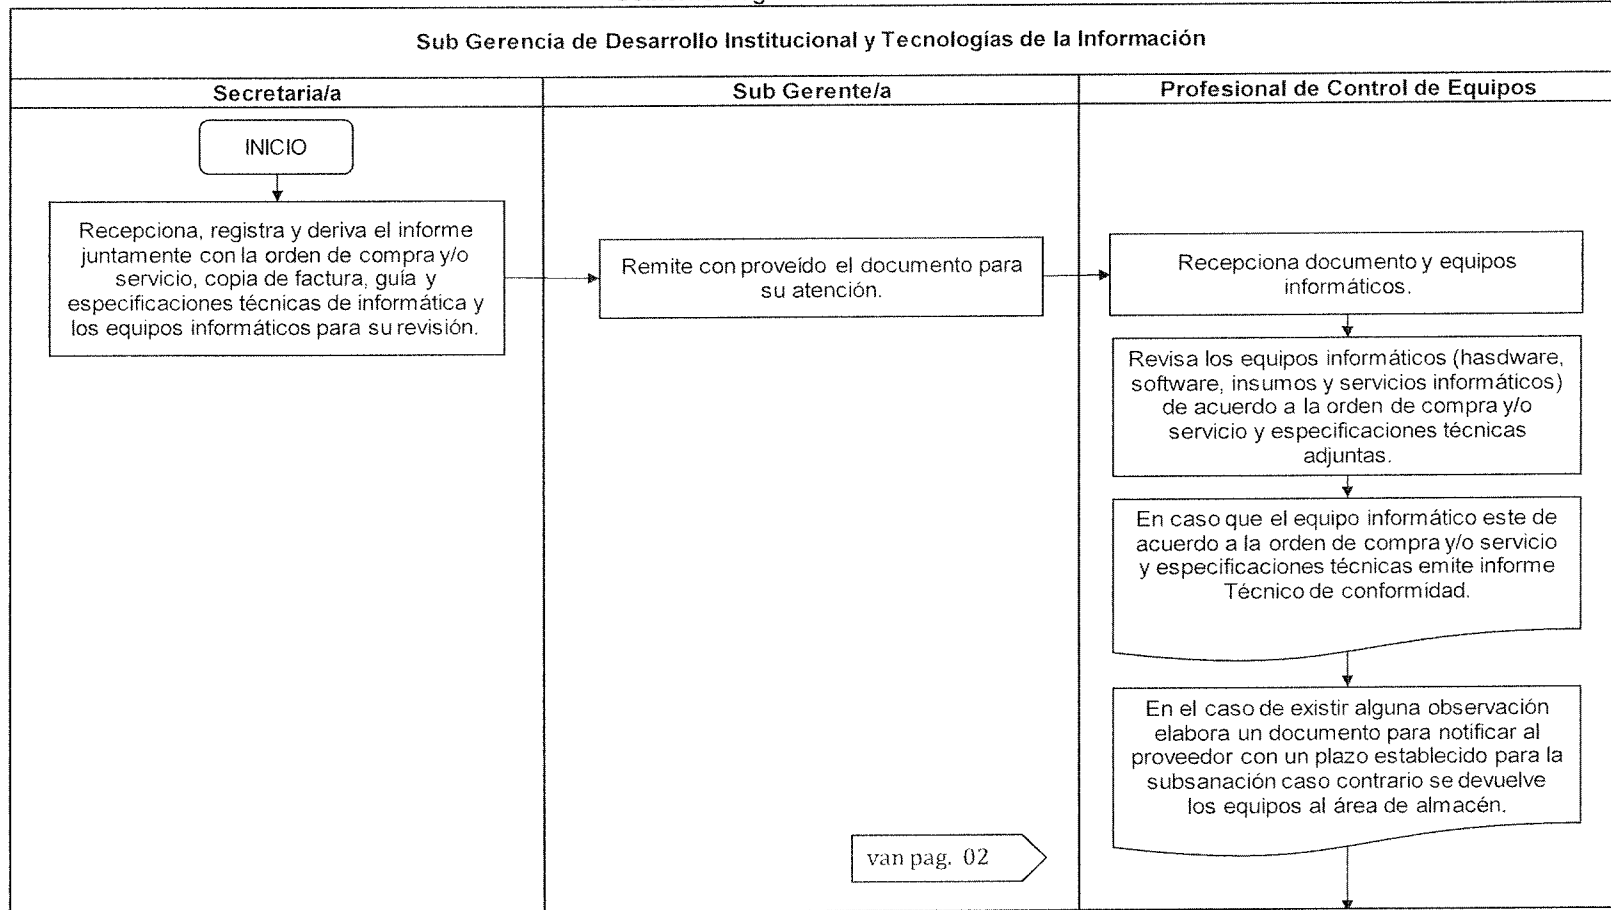 Sub Gerencia de Desarrollo Institucional y Tecnologías de la Información
Secretaria/a
Sub Gerente/a
Profesional de Control de Equipos
INICIO
Recepciona, registra y deriva el informe
juntamente con la orden de compra y/o
servicio, copia de factura, guía y
especificaciones técnicas de informática y
los equipos informáticos para su revisión.
Remite con proveído el documento para
su atención.
Recepciona documento y equipos
informáticos.
Revisa los equipos informáticos (hasdware,
software, insumos y servicios informáticos)
de acuerdo a la orden de compra y/o
servicio y especificaciones técnicas
adjuntas.
En caso que el equipo informático este de
acuerdo a la orden de compra y/o servicio
y especificaciones técnicas emite informe
Técnico de conformidad.
En el caso de existir alguna observación
elabora un documento para notificar al
proveedor con un plazo establecido para la
subsanación caso contrario se devuelve
los equipos al área de almacén.
van pag. 02